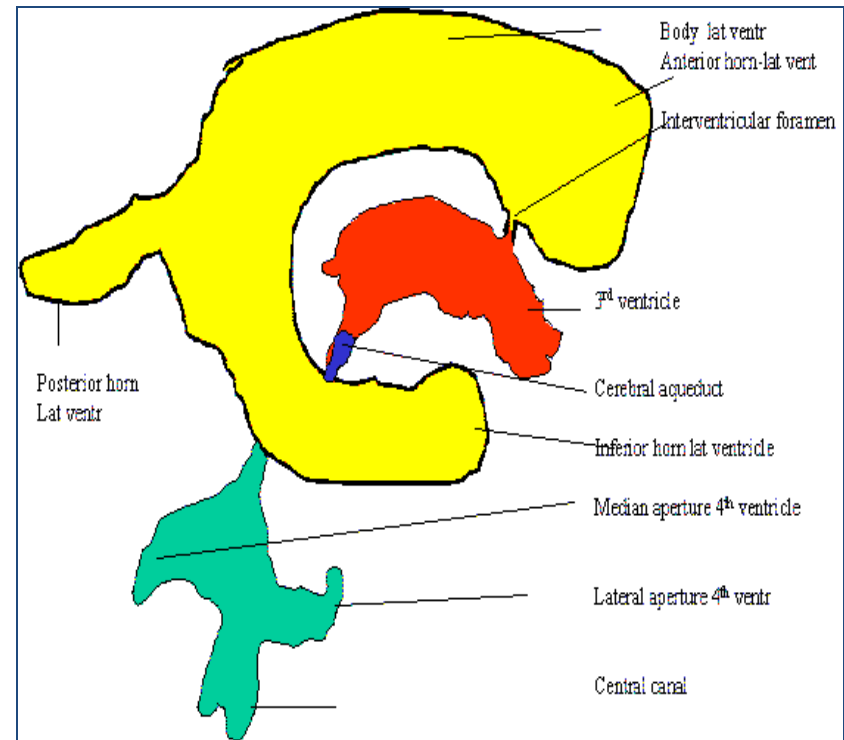 Body lat ventr
Anterior horn-lat vent
Interventricular foramen
3rd ventricle
Cerebral aqueduct
Posterior horn
Lat ventr
Inferior horn lat ventricle
Median aperture 4th ventricle
Lateral aperture 4th ventr
Central canal